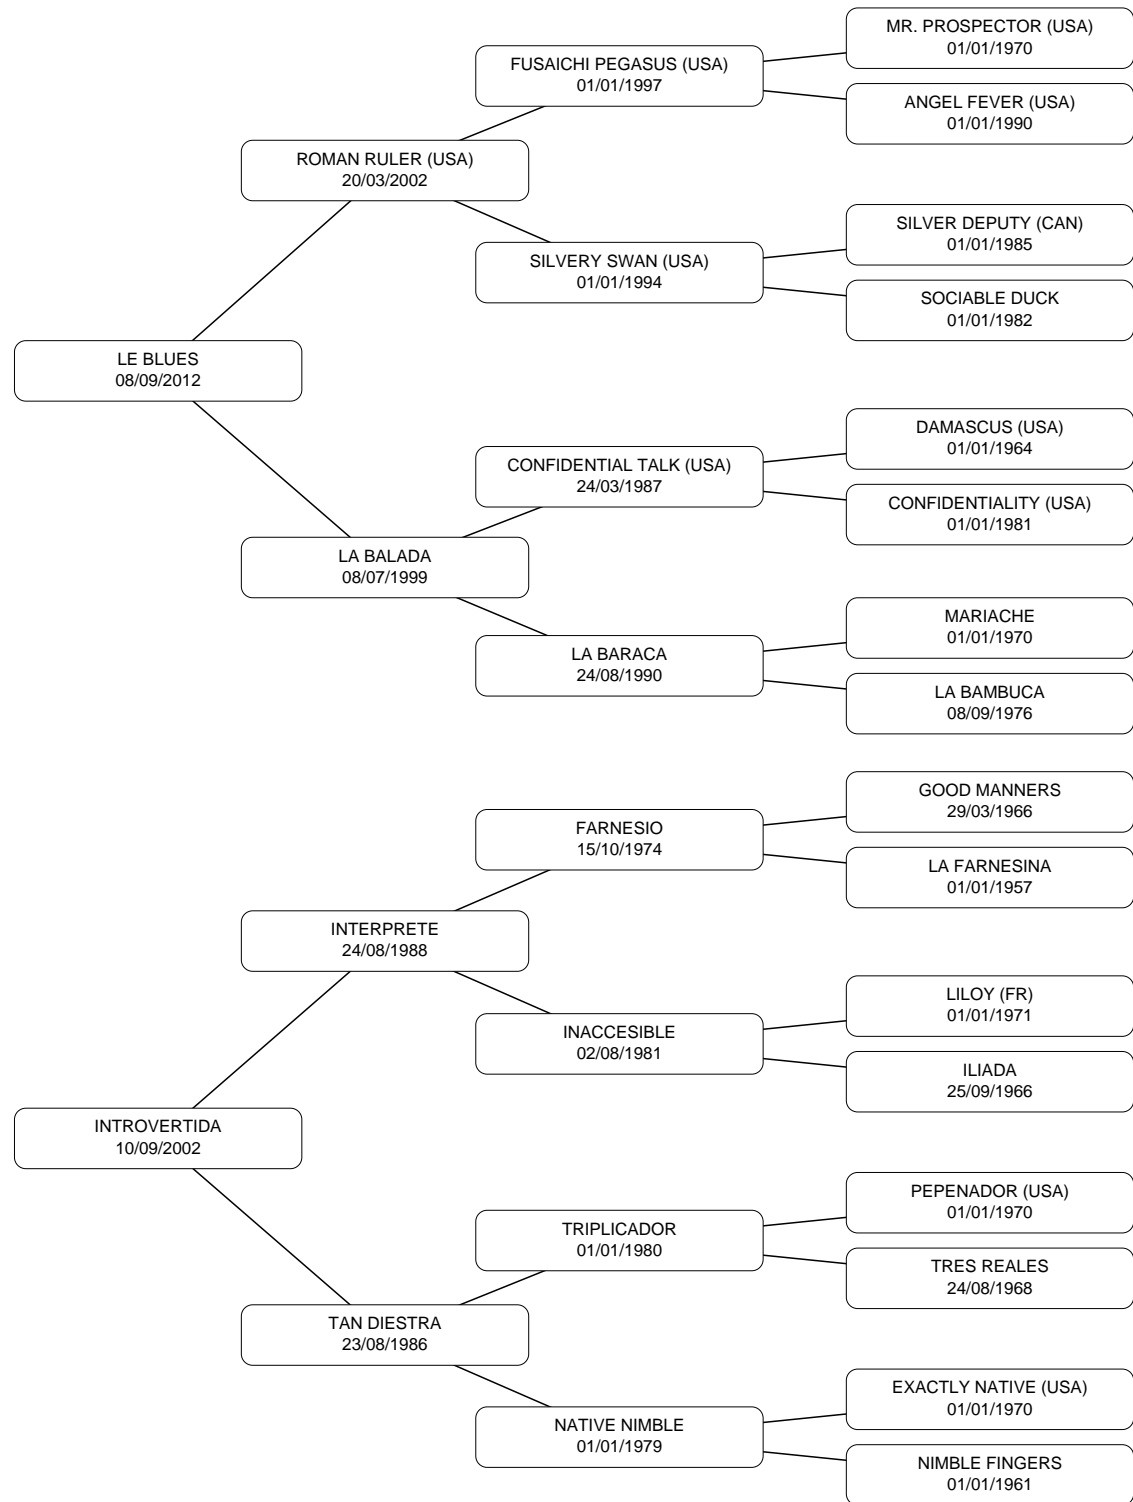 MR. PROSPECTOR (USA)
01/01/1970
FUSAICHI PEGASUS (USA)
01/01/1997
ANGEL FEVER (USA)
01/01/1990
ROMAN RULER (USA)
20/03/2002
SILVER DEPUTY (CAN)
01/01/1985
SILVERY SWAN (USA)
01/01/1994
SOCIABLE DUCK
01/01/1982
LE BLUES
08/09/2012
DAMASCUS (USA)
01/01/1964
CONFIDENTIAL TALK (USA)
24/03/1987
CONFIDENTIALITY (USA)
01/01/1981
LA BALADA
08/07/1999
MARIACHE
01/01/1970
LA BARACA
24/08/1990
LA BAMBUCA
08/09/1976
GOOD MANNERS
29/03/1966
FARNESIO
15/10/1974
LA FARNESINA
01/01/1957
INTERPRETE
24/08/1988
LILOY (FR)
01/01/1971
INACCESIBLE
02/08/1981
ILIADA
25/09/1966
INTROVERTIDA
10/09/2002
PEPENADOR (USA)
01/01/1970
TRIPLICADOR
01/01/1980
TRES REALES
24/08/1968
TAN DIESTRA
23/08/1986
EXACTLY NATIVE (USA)
01/01/1970
NATIVE NIMBLE
01/01/1979
NIMBLE FINGERS
01/01/1961